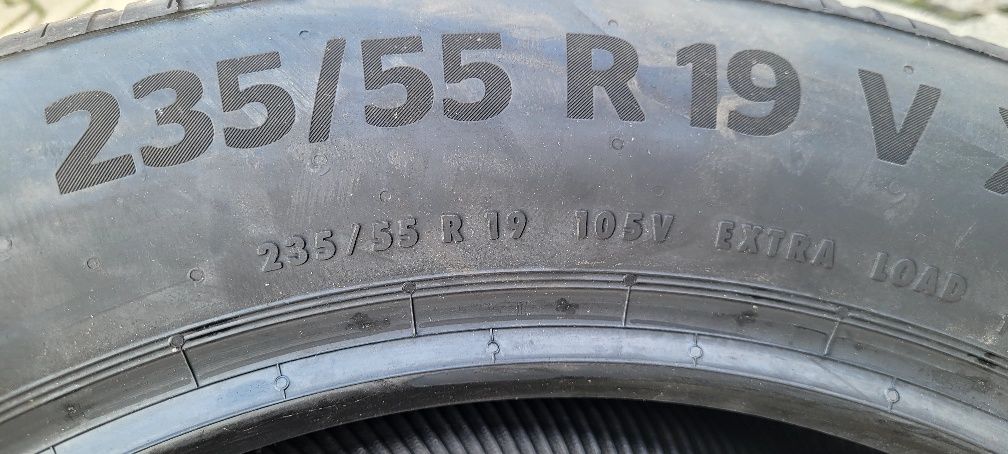 235/55 R 19 V
235/55 R 19 105V EXTRA LOAD